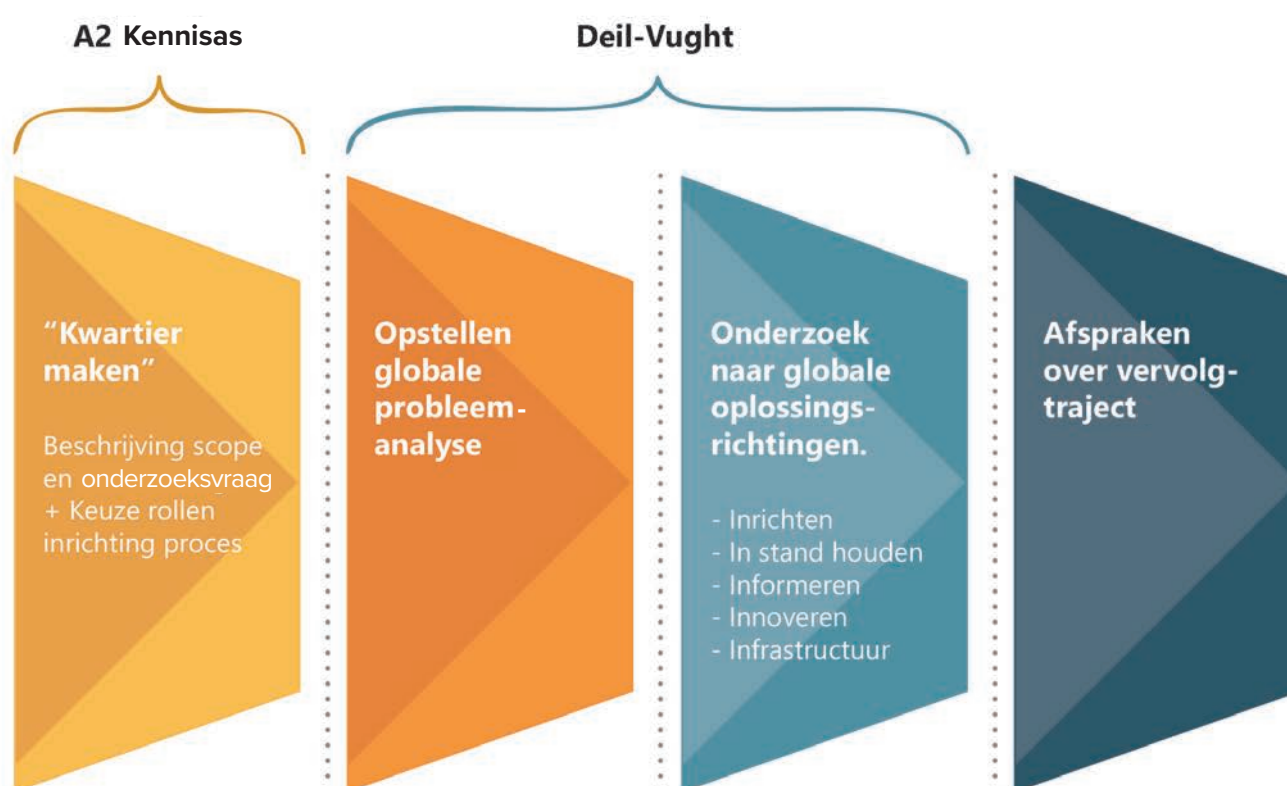 A2 Kennisas
Deil-Vught
“Kwartier
maken”
Beschrijving scope
en onderzoeksvraag
+ Keuze rollen
inrichting proces
Opstellen
globale
probleem-
analyse
Onderzoek
naar globale
oplossings-
richtingen.
- Inrichten
- In stand houden
- Informeren
- Innoveren
- Infrastructuur
Afspraken
over vervolg-
traject